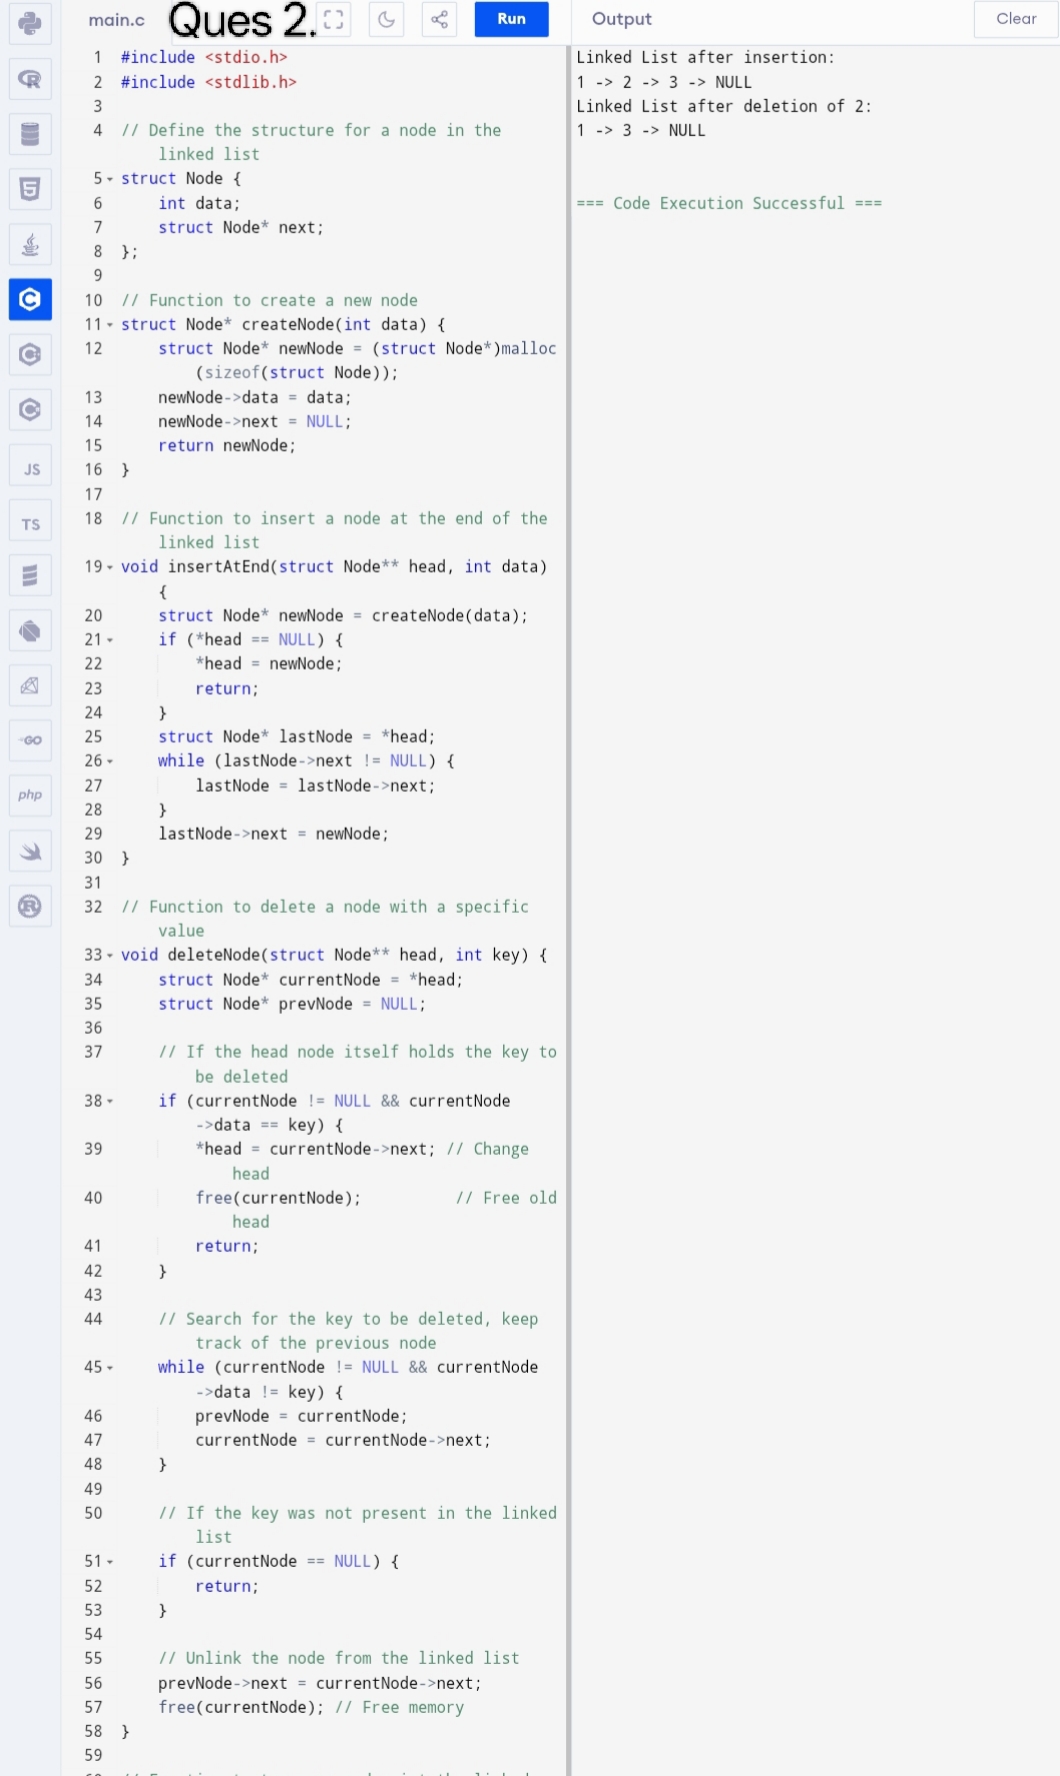 main.c
Ques 2.
Run
Output
Clear
1 #include <stdio.h>
2 #include <stdlib.h>
3
4 // Define the structure for a node in the
linked list
5 struct Node {
6 int data;
7 struct Node* next;
8 };
9
10 // Function to create a new node
11 struct Node* createNode(int data) {
12 struct Node* newNode = (struct Node*)malloc
(sizeof(struct Node));
13 newNode->data = data;
14 newNode->next = NULL;
15 return newNode;
16 }
17
18 // Function to insert a node at the end of the
linked list
19 void insertAtEnd(struct Node** head, int data)
{
20 struct Node* newNode = createNode(data);
21 if (*head == NULL) {
22 *head = newNode;
23 return;
24 }
25 struct Node* lastNode = *head;
26 while (lastNode->next != NULL) {
27 lastNode = lastNode->next;
28 }
29 lastNode->next = newNode;
30 }
31
32 // Function to delete a node with a specific
value
33 void deleteNode(struct Node** head, int key) {
34 struct Node* currentNode = *head;
35 struct Node* prevNode = NULL;
36
37 // If the head node itself holds the key to
be deleted
38 if (currentNode != NULL && currentNode
->data == key) {
39 *head = currentNode->next; // Change
head
40 free(currentNode); // Free old
head
41 return;
42 }
43
44 // Search for the key to be deleted, keep
track of the previous node
45 while (currentNode != NULL && currentNode
->data != key) {
46 prevNode = currentNode;
47 currentNode = currentNode->next;
48 }
49
50 // If the key was not present in the linked
list
51 if (currentNode == NULL) {
52 return;
53 }
54
55 // Unlink the node from the linked list
56 prevNode->next = currentNode->next;
57 free(currentNode); // Free memory
58 }
59
Linked List after insertion:
1 -> 2 -> 3 -> NULL
Linked List after deletion of 2:
1 -> 3 -> NULL
=== Code Execution Successful ===
JS
TS
GO
php